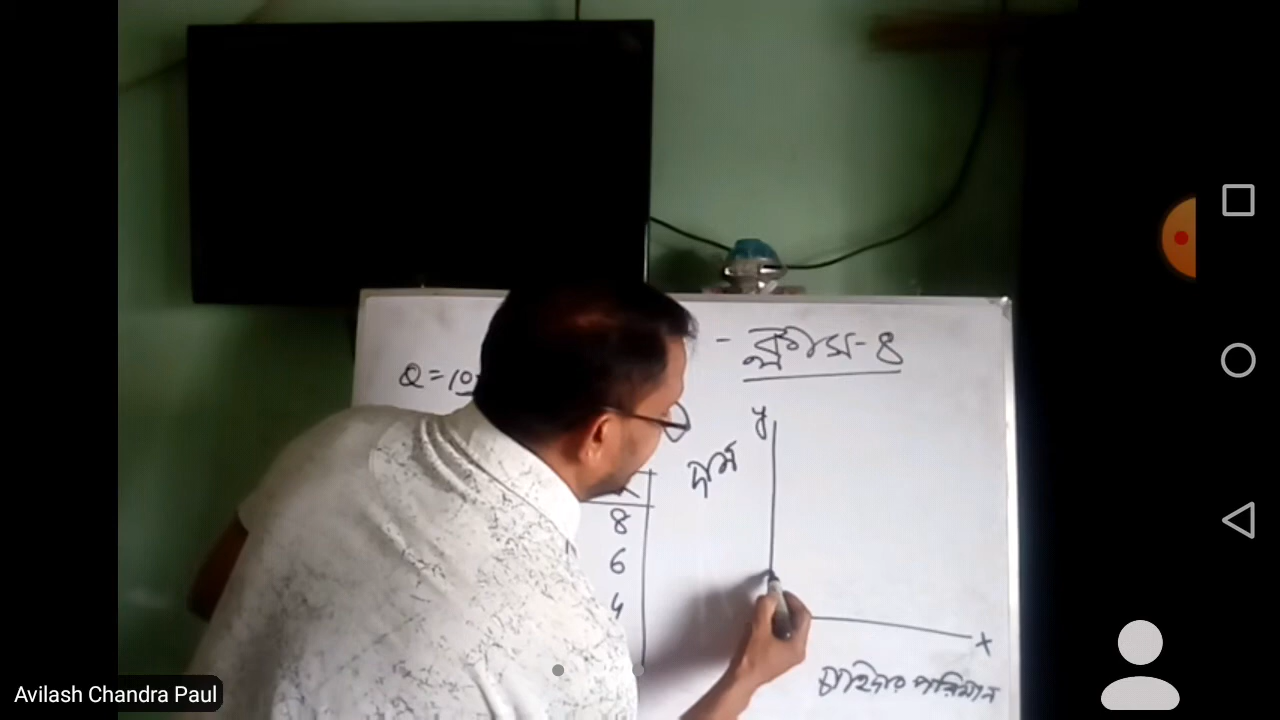 - ক্লাস-৪
Q=10
y
দাম
8
6
4
x
চাহিদার পরিমান
Avilash Chandra Paul